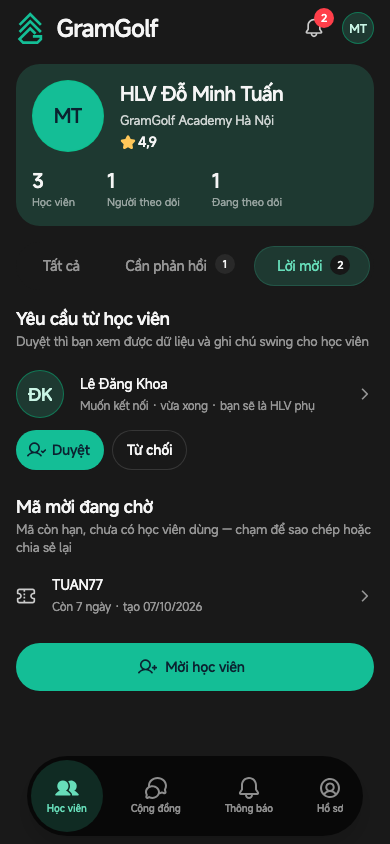 GramGolf
2
MT
MT
HLV Đỗ Minh Tuấn
GramGolf Academy Hà Nội
4,9
3
1
1
Học viên
Người theo dõi
Đang theo dõi
Tất cả
Cần phản hồi 1
Lời mời 2
Yêu cầu từ học viên
Duyệt thì bạn xem được dữ liệu và ghi chú swing cho học viên
ĐK
Lê Đăng Khoa
Muốn kết nối · vừa xong · bạn sẽ là HLV phụ
Duyệt
Từ chối
Mã mời đang chờ
Mã còn hạn, chưa có học viên dùng — chạm để sao chép hoặc
chia sẻ lại
TUAN77
Còn 7 ngày · tạo 07/10/2026
Mời học viên
Học viên
Cộng đồng
Thông báo
Hồ sơ